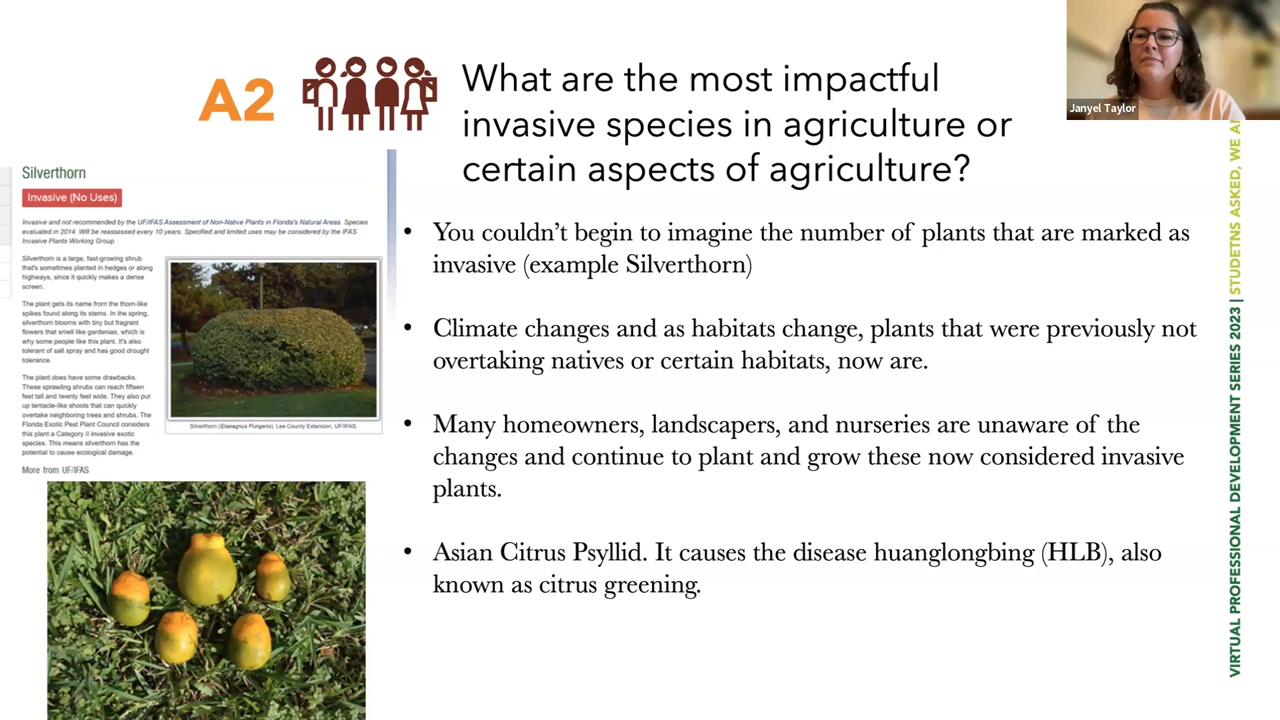 A2
What are the most impactful
invasive species in agriculture or
certain aspects of agriculture?
Janyel Taylor
Silverthorn
Invasive (No Uses)
Invasive and not recommended by the UF/IFAS Assessment of Non-Native Plants in Florida's Natural Areas. Species
evaluated in 2014. Will be reassessed every 10 years. Specified and limited uses may be considered by the IFAS
Invasive Plants Working Group
Silverthorn is a large, fast-growing shrub
that's sometimes planted in hedges or along
highways, since it quickly makes a dense
screen.
The plant gets its name from the thorn-like
spikes found along its stems. In the spring,
silverthorn blooms with tiny but fragrant
flowers that smell like gardenias, which is
why some people like this plant. It's also
tolerant of salt spray and has good drought
tolerance.
The plant does have some drawbacks.
These sprawling shrubs can reach fifteen
feet tall and twenty feet wide. They also put
up tentacle-like shoots that can quickly
overtake neighboring trees and shrubs. The
Florida Exotic Pest Plant Council considers
this plant a Category II invasive exotic
species. This means silverthorn has the
potential to cause ecological damage.
More from UF/IFAS
Silverthorn (Elaeagnus Pungens). Lee County Extension, UF/IFAS.
• You couldn't begin to imagine the number of plants that are marked as
invasive (example Silverthorn)
• Climate changes and as habitats change, plants that were previously not
overtaking natives or certain habitats, now are.
• Many homeowners, landscapers, and nurseries are unaware of the
changes and continue to plant and grow these now considered invasive
plants.
• Asian Citrus Psyllid. It causes the disease huanglongbing (HLB), also
known as citrus greening.
VIRTUAL PROFESSIONAL DEVELOPMENT SERIES 2023 | STUDETNS ASKED, WE